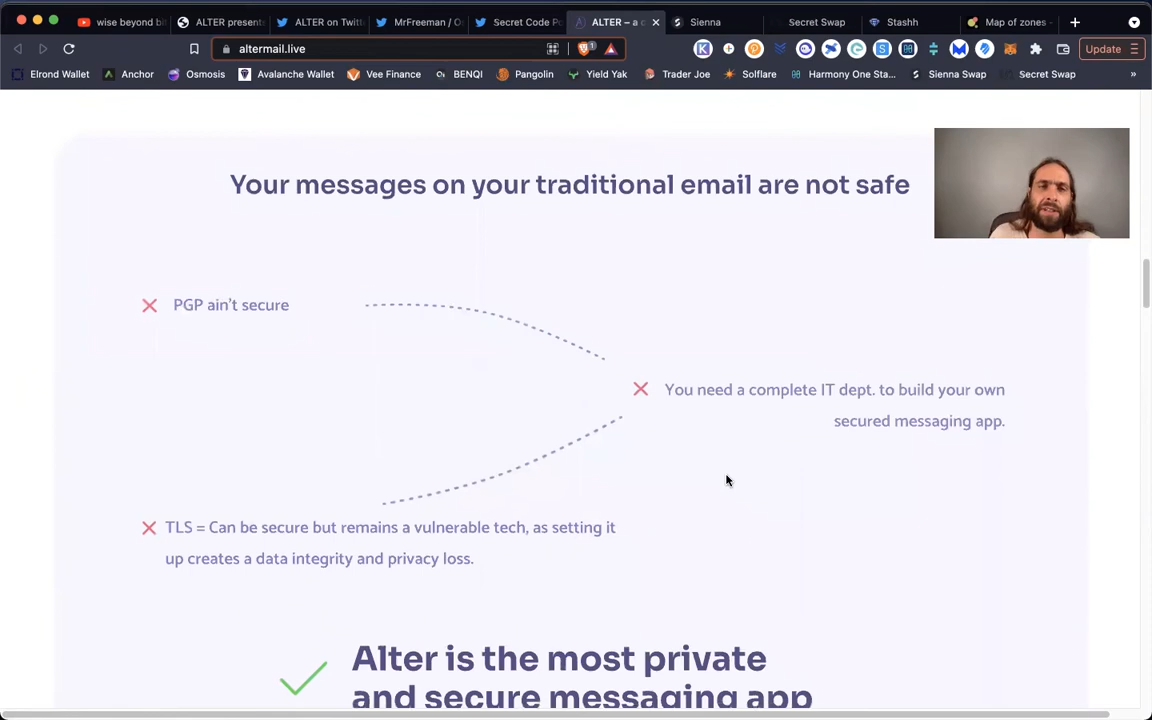 wise beyond bit
ALTER present
ALTER on Twitt
MrFreeman / O
Secret Code Po
ALTER – a c
Sienna
Secret Swap
Stashh
Map of zones
altermail.live
1
Update
Elrond Wallet
Anchor
Osmosis
Avalanche Wallet
Vee Finance
BENQI
Pangolin
Yield Yak
Trader Joe
Solflare
Harmony One Sta...
Sienna Swap
Secret Swap
»
Your messages on your traditional email are not safe
PGP ain't secure
You need a complete IT dept. to build your own
secured messaging app.
TLS = Can be secure but remains a vulnerable tech, as setting it
up creates a data integrity and privacy loss.
Alter is the most private
and secure messaging app